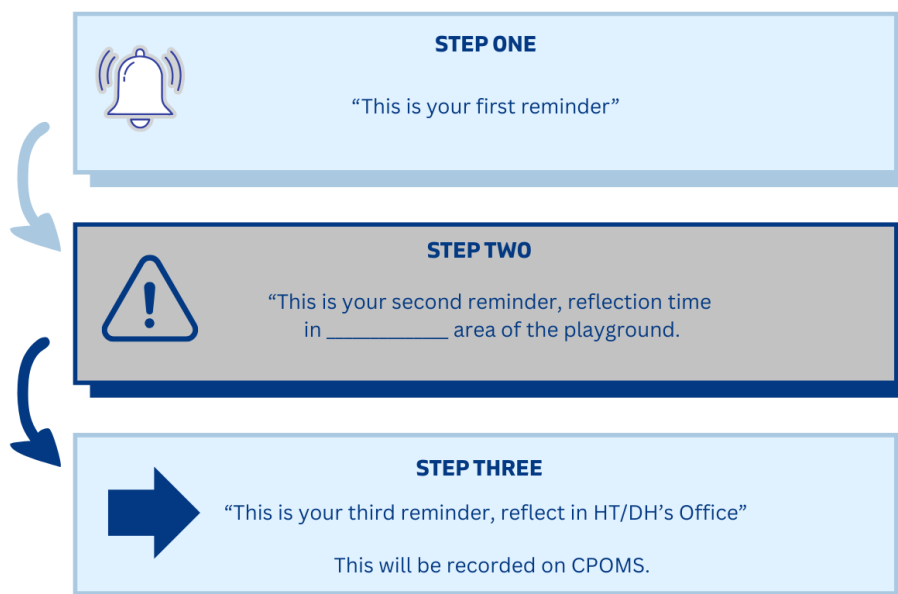 STEP ONE
“This is your first reminder”
STEP TWO
“This is your second reminder, reflection time
in ___________ area of the playground.
STEP THREE
“This is your third reminder, reflect in HT/DH’s Office”
This will be recorded on CPOMS.